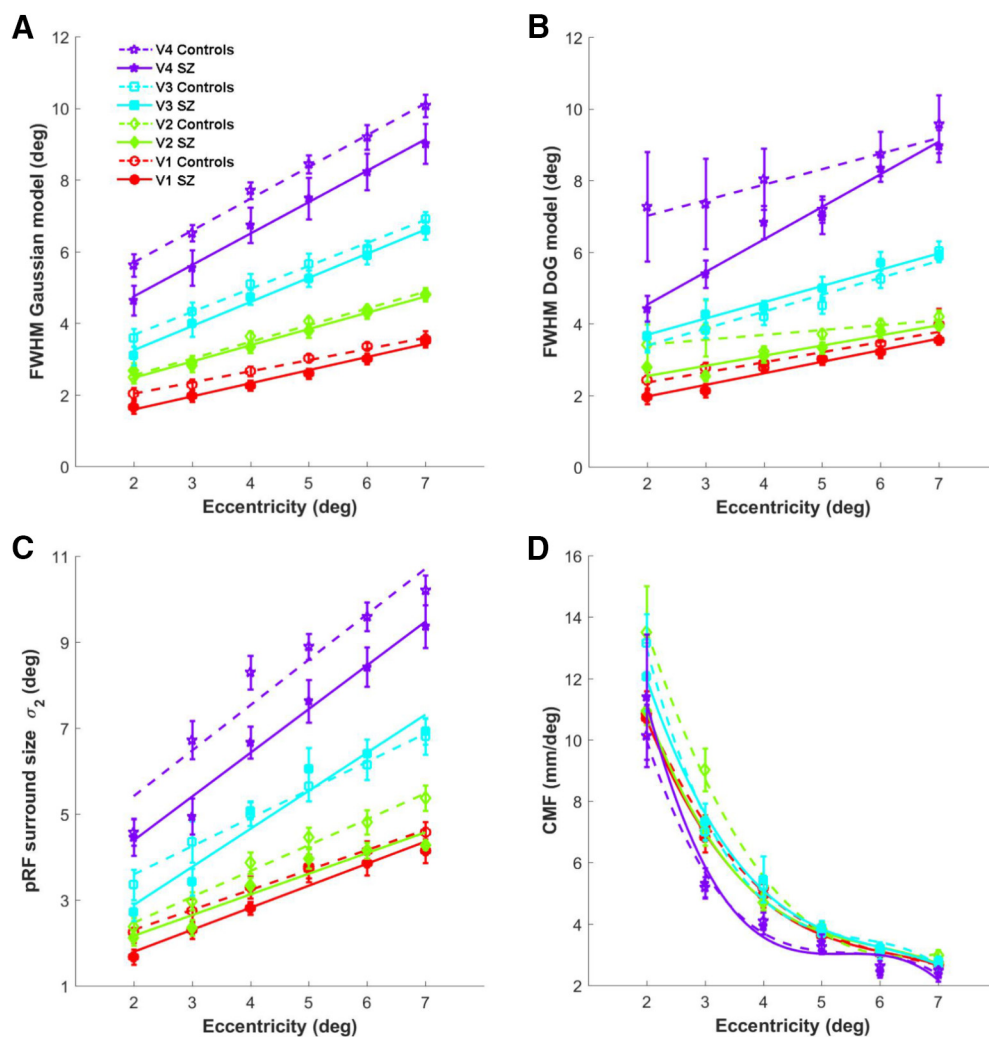 A
12
10
8
6
4
2
0
FWHM Gaussian model (deg)
V4 Controls
V4 SZ
V3 Controls
V3 SZ
V2 Controls
V2 SZ
V1 Controls
V1 SZ
2 3 4 5 6 7
Eccentricity (deg)
B
12
10
8
6
4
2
0
FWHM DoG model (deg)
2 3 4 5 6 7
Eccentricity (deg)
C
11
9
7
5
3
1
pRF surround size σ₂ (deg)
2 3 4 5 6 7
Eccentricity (deg)
D
16
14
12
10
8
6
4
2
CMF (mm/deg)
2 3 4 5 6 7
Eccentricity (deg)